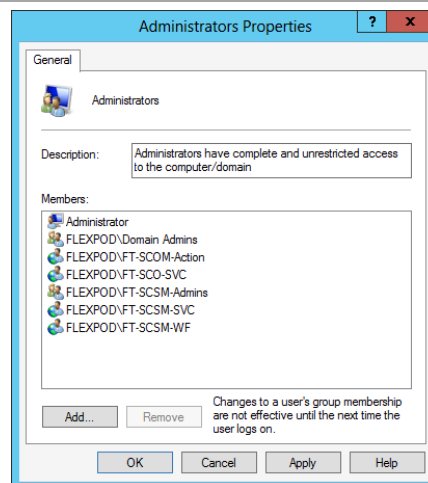 Administrators Properties
? x
General
Administrators
Description:
Administrators have complete and unrestricted access
to the computer/domain
Members:
Administrator
FLEXPOD\Domain Admins
FLEXPOD\FT-SCOM-Action
FLEXPOD\FT-SCO-SVC
FLEXPOD\FT-SCSM-Admins
FLEXPOD\FT-SCSM-SVC
FLEXPOD\FT-SCSM-WF
Add... Remove
Changes to a user's group membership
are not effective until the next time the
user logs on.
OK Cancel Apply Help